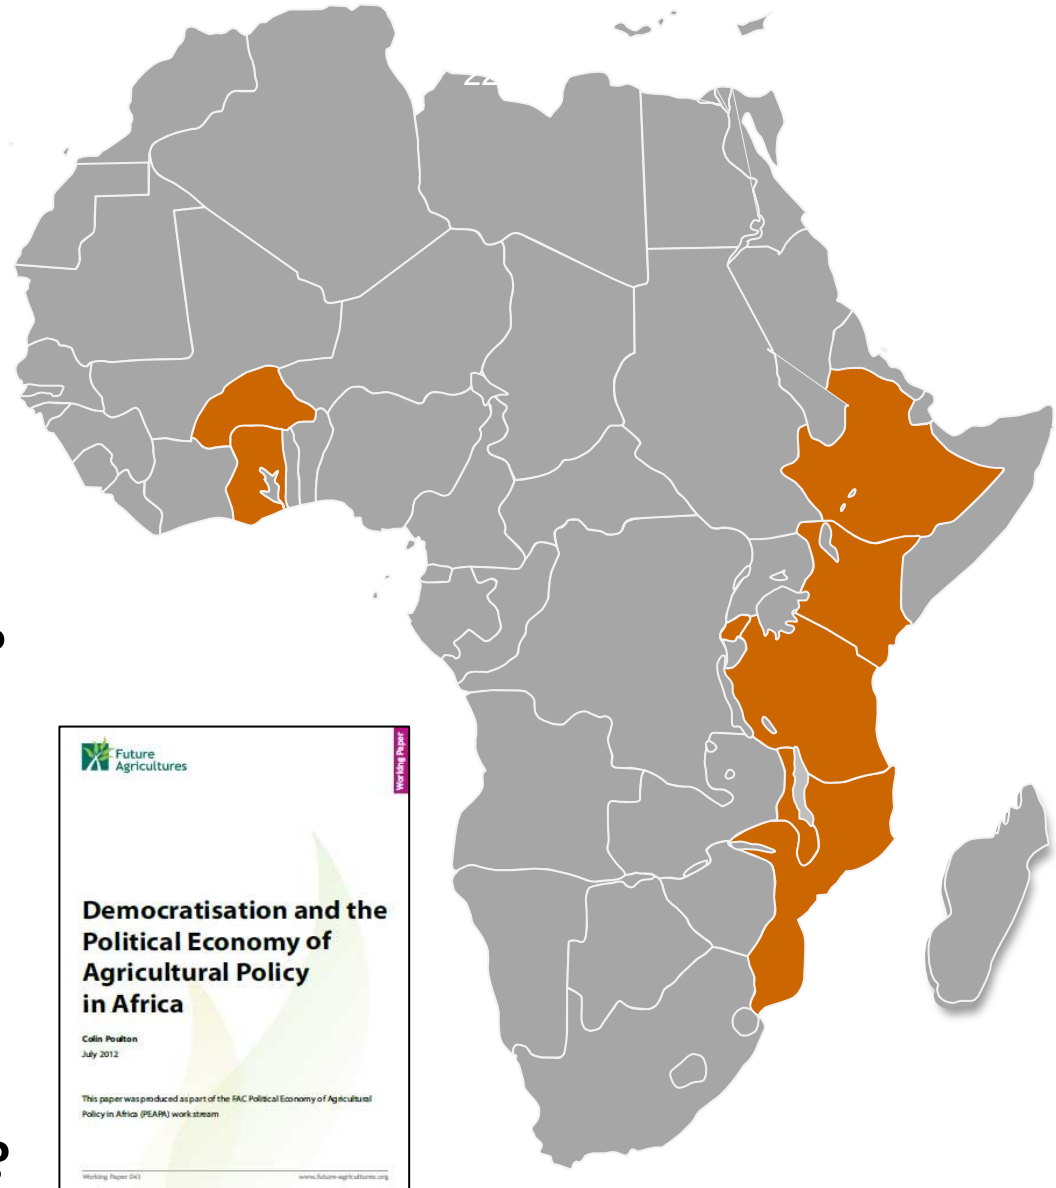 22
?
?
Future
Agricultures
Working Paper
Democratisation and the
Political Economy of
Agricultural Policy
in Africa
Colin Poulton
July 2012
This paper was produced as part of the FAC Political Economy of Agricultural
Policy in Africa (PEAPA) work stream
Working Paper 043
www.future-agricultures.org